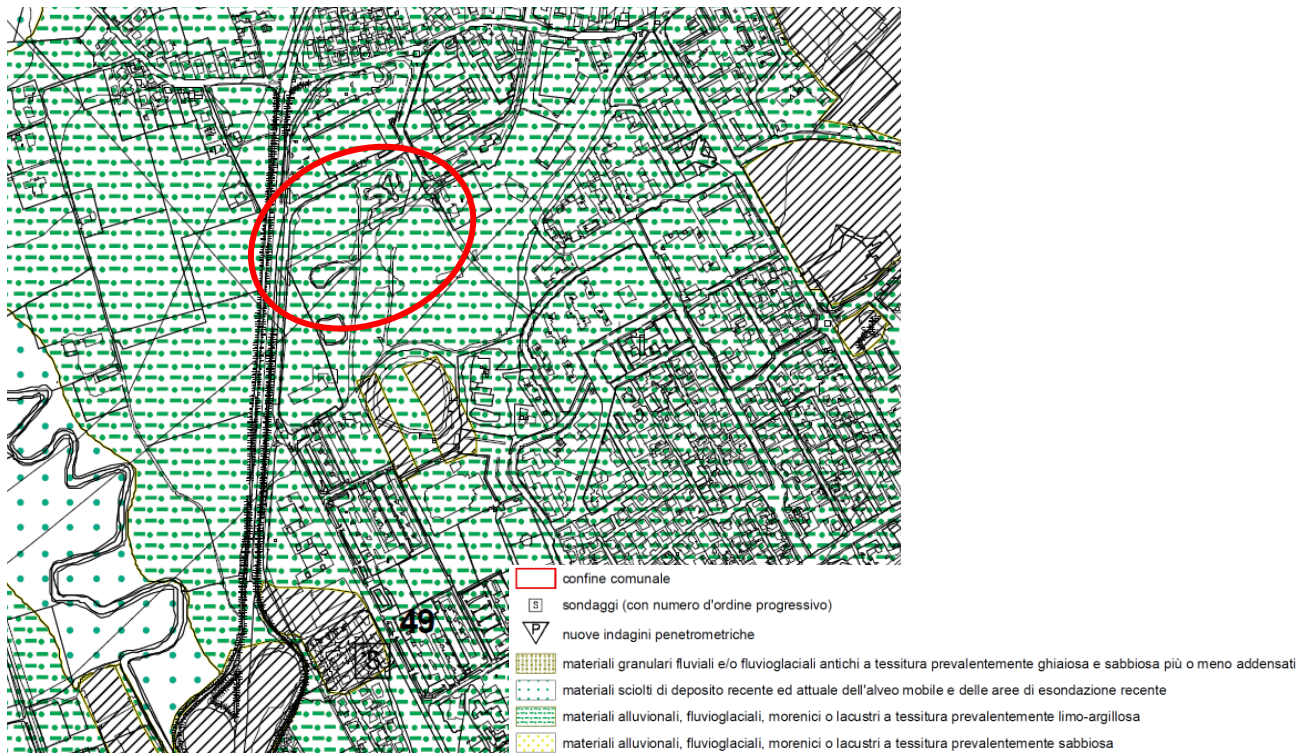 49
S
confine comunale
S sondaggi (con numero d'ordine progressivo)
P nuove indagini penetrometriche
materiali granulari fluviali e/o fluvioglaciali antichi a tessitura prevalentemente ghiaiosa e sabbiosa più o meno addensati
materiali sciolti di deposito recente ed attuale dell'alveo mobile e delle aree di esondazione recente
materiali alluvionali, fluvioglaciali, morenici o lacustri a tessitura prevalentemente limo-argillosa
materiali alluvionali, fluvioglaciali, morenici o lacustri a tessitura prevalentemente sabbiosa